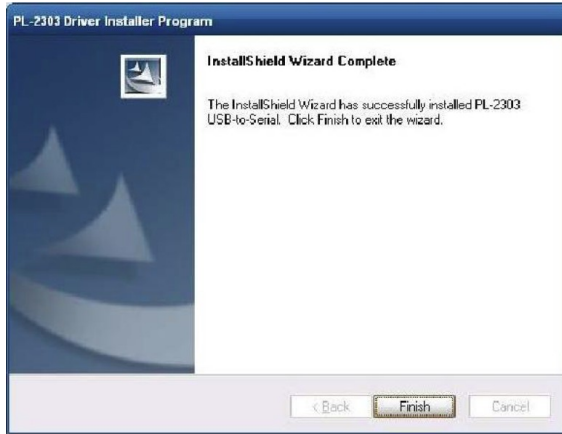 PL-2303 Driver Installer Program
InstallShield Wizard Complete
The InstallShield Wizard has successfully installed PL-2303
USB-to-Serial. Click Finish to exit the wizard.
< Back
Finish
Cancel